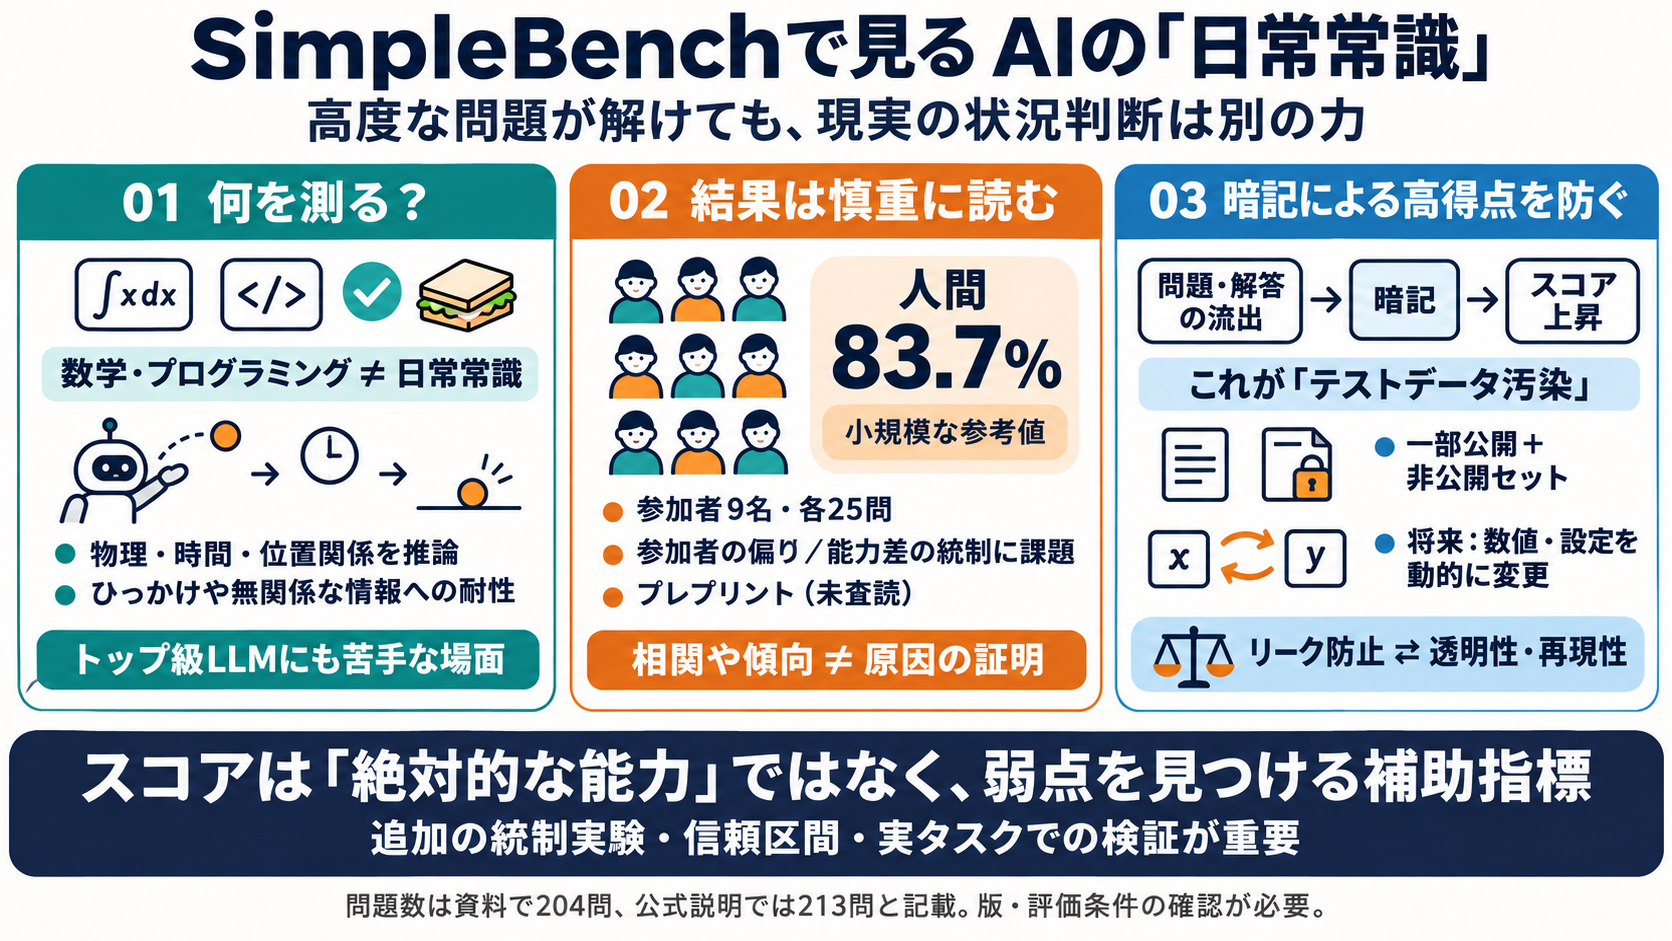 SimpleBenchで見る AIの「日常常識」
高度な問題が解けても、現実の状況判断は別の力
01 何を測る？
∫xdx
</>
数学・プログラミング ≠ 日常常識
物理・時間・位置関係を推論
ひっかけや無関係な情報への耐性
トップ級LLMにも苦手な場面
02 結果は慎重に読む
人間
83.7%
小規模な参考値
参加者9名・各25問
参加者の偏り／能力差の統制に課題
プレプリント（未査読）
相関や傾向 ≠ 原因の証明
03 暗記による高得点を防ぐ
問題・解答
の流出
暗記
スコア
上昇
これが「テストデータ汚染」
一部公開＋
非公開セット
x
y
将来：数値・設定を
動的に変更
リーク防止 ⇄ 透明性・再現性
スコアは「絶対的な能力」ではなく、弱点を見つける補助指標
追加の統制実験・信頼区間・実タスクでの検証が重要
問題数は資料で204問、公式説明では213問と記載。版・評価条件の確認が必要。